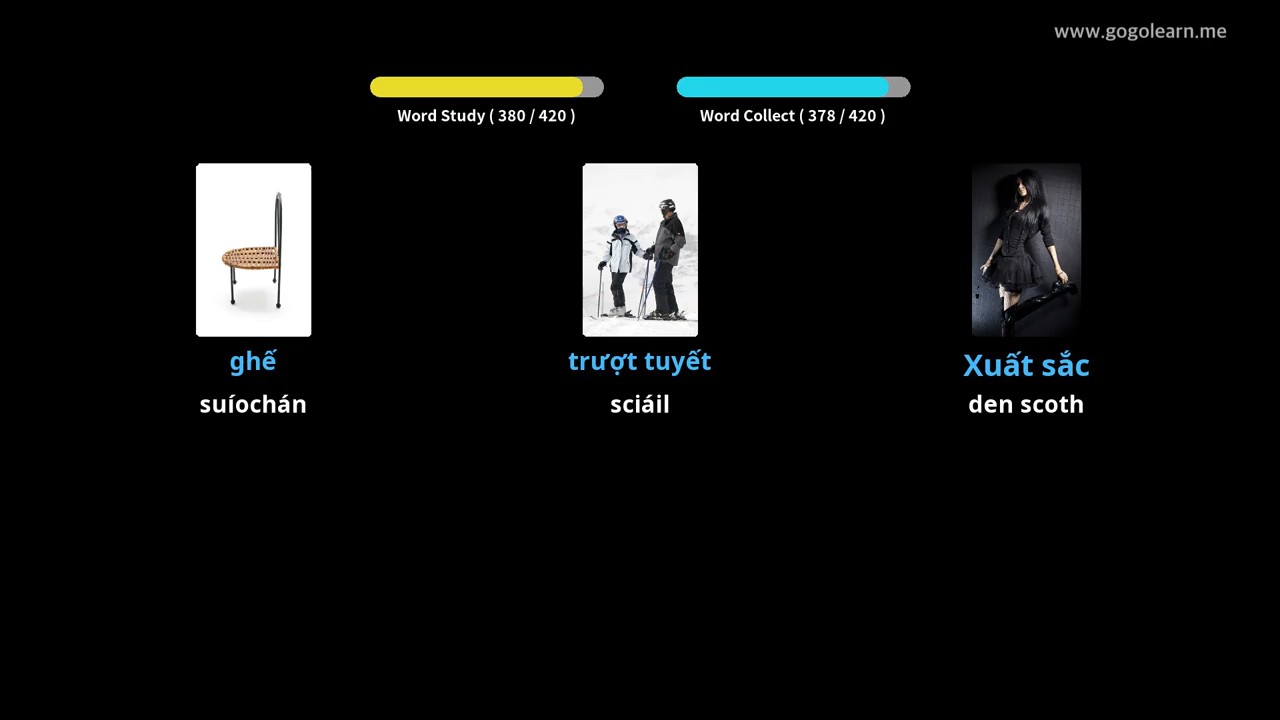 www.gogolearn.me
Word Study ( 380 / 420 )
Word Collect ( 378 / 420 )
ghế
trượt tuyết
Xuất sắc
suíochán
sciáil
den scoth